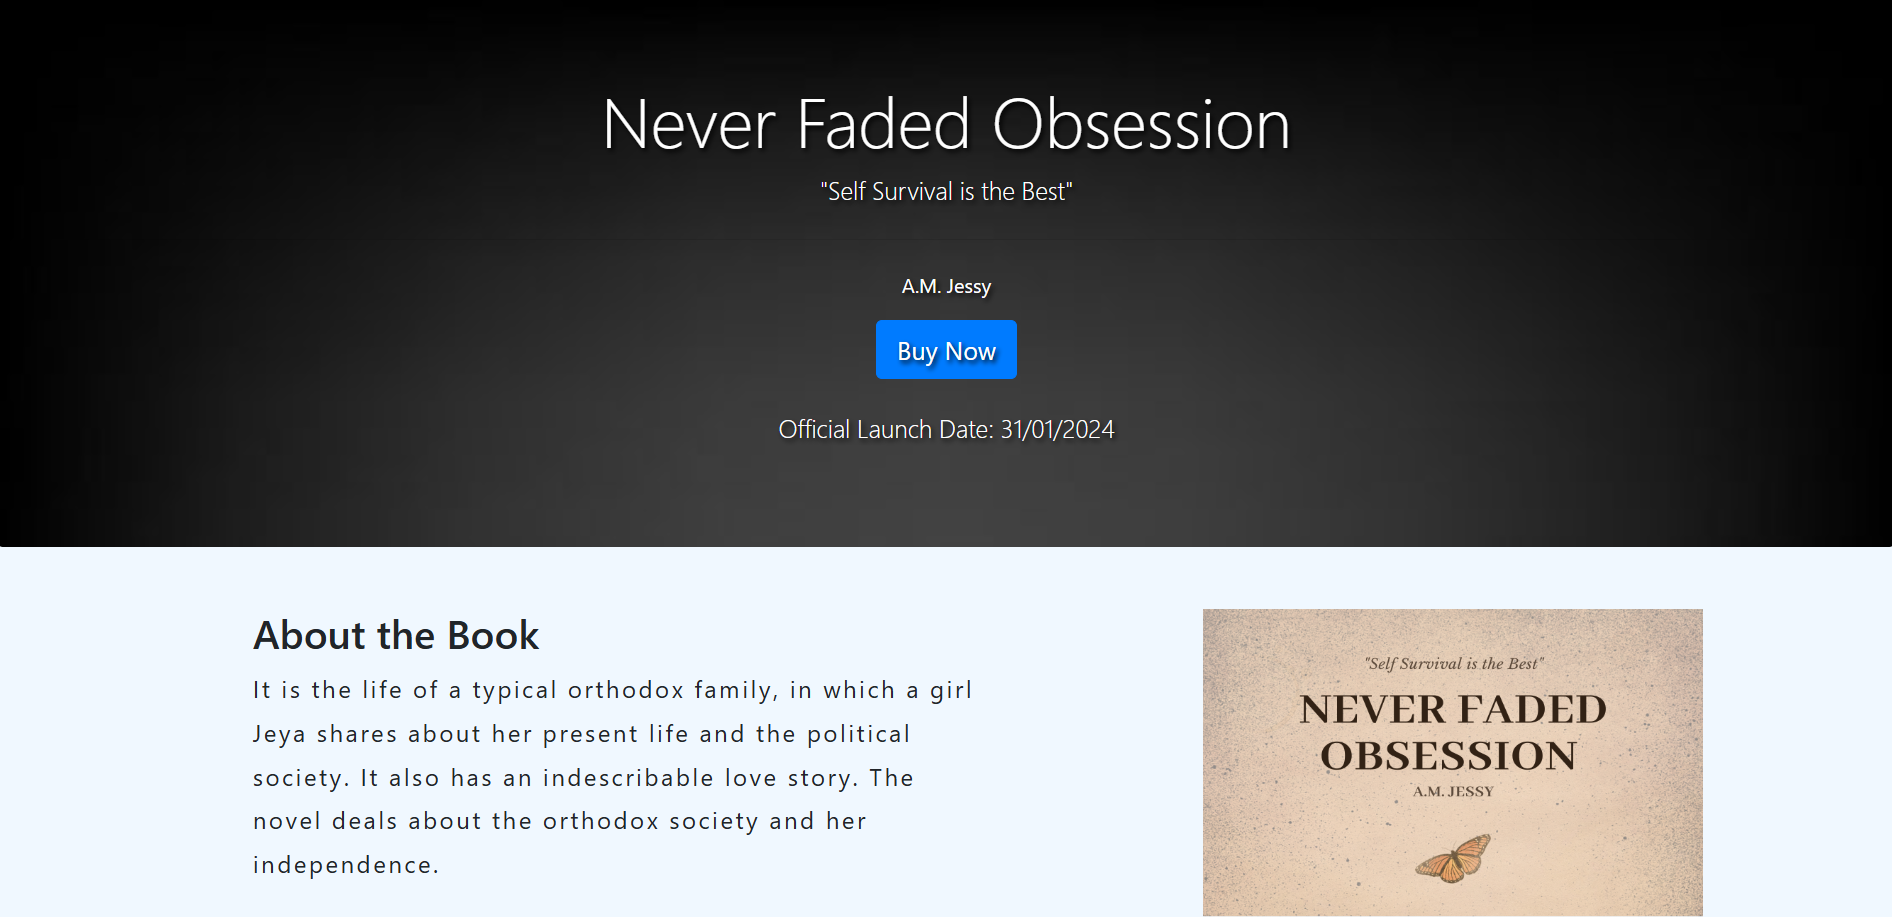 Never Faded Obsession
"Self Survival is the Best"
A.M. Jessy
Buy Now
Official Launch Date: 31/01/2024
About the Book
It is the life of a typical orthodox family, in which a girl
Jeya shares about her present life and the political
society. It also has an indescribable love story. The
novel deals about the orthodox society and her
independence.
"Self Survival is the Best"
NEVER FADED
OBSESSION
A.M. JESSY